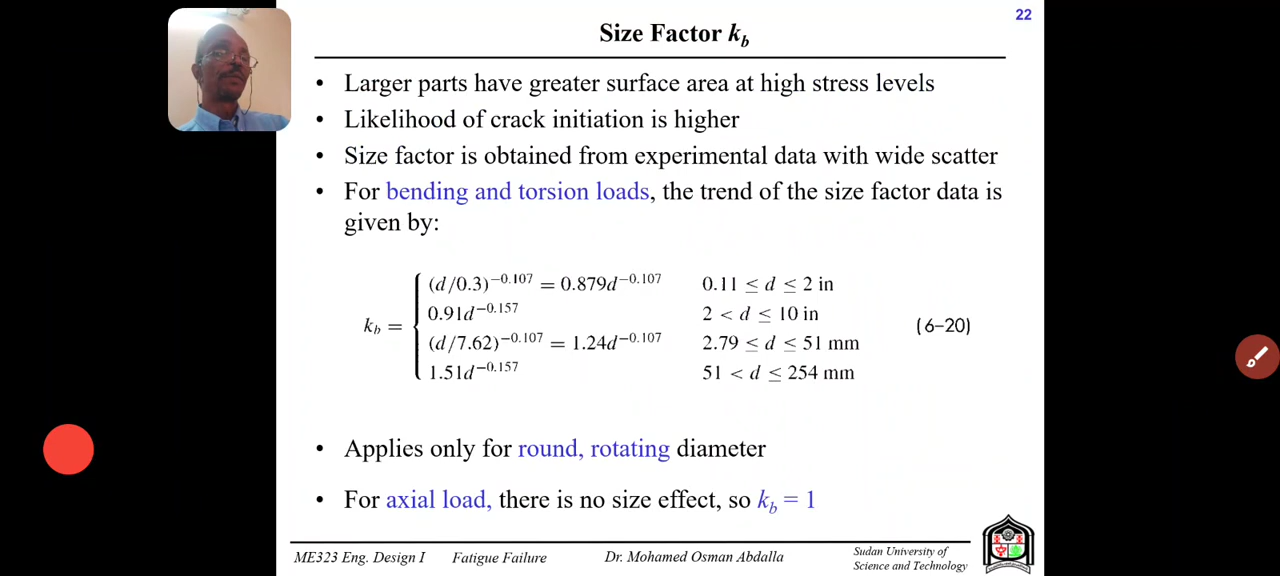 22
Size Factor k_b
• Larger parts have greater surface area at high stress levels
• Likelihood of crack initiation is higher
• Size factor is obtained from experimental data with wide scatter
• For bending and torsion loads, the trend of the size factor data is
given by:
k_b =
(d/0.3)^−0.107 = 0.879d^−0.107 0.11 ≤ d ≤ 2 in
0.91d^−0.157 2 < d ≤ 10 in
(d/7.62)^−0.107 = 1.24d^−0.107 2.79 ≤ d ≤ 51 mm
1.51d^−0.157 51 < d ≤ 254 mm
(6–20)
• Applies only for round, rotating diameter
• For axial load, there is no size effect, so k_b = 1
ME323 Eng. Design I Fatigue Failure Dr. Mohamed Osman Abdalla
Sudan University of
Science and Technology